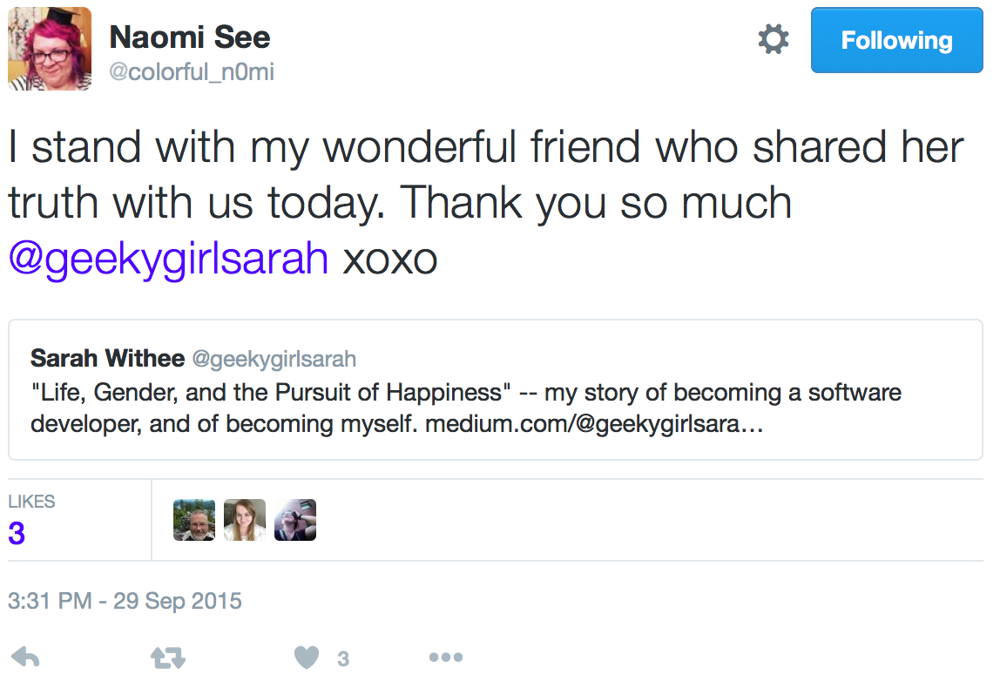 Naomi See
@colorful_n0mi
Following
I stand with my wonderful friend who shared her
truth with us today. Thank you so much
@geekygirlsarah xoxo
Sarah Withee @geekygirlsarah
"Life, Gender, and the Pursuit of Happiness" -- my story of becoming a software
developer, and of becoming myself. medium.com/@geekygirlsara…
LIKES
3
3:31 PM - 29 Sep 2015
3